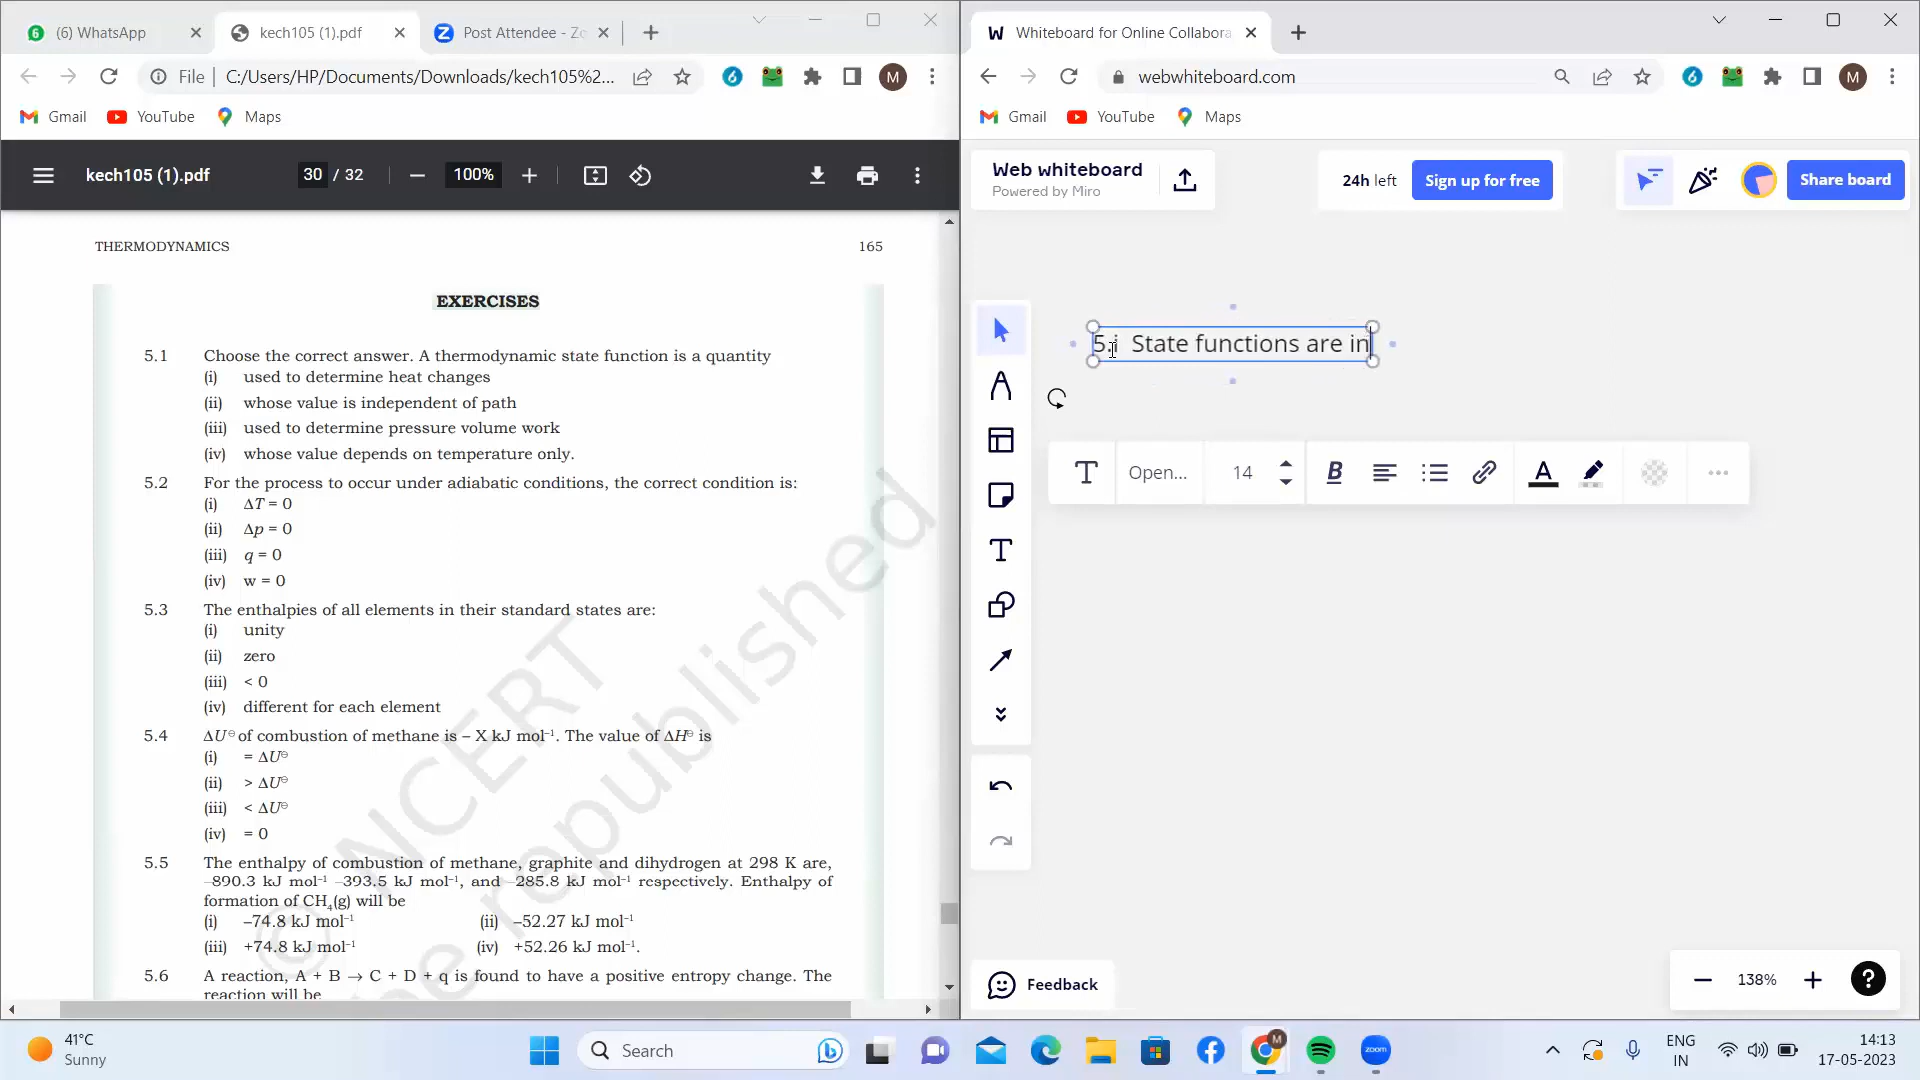 (6) WhatsApp
kech105 (1).pdf
Post Attendee - Zo
File
C:/Users/HP/Documents/Downloads/kech105%2...
M
Gmail
YouTube
Maps
kech105 (1).pdf
30 / 32
100%
THERMODYNAMICS 165
EXERCISES
5.1 Choose the correct answer. A thermodynamic state function is a quantity
(i) used to determine heat changes
(ii) whose value is independent of path
(iii) used to determine pressure volume work
(iv) whose value depends on temperature only.
5.2 For the process to occur under adiabatic conditions, the correct condition is:
(i) ΔT = 0
(ii) Δp = 0
(iii) q = 0
(iv) w = 0
5.3 The enthalpies of all elements in their standard states are:
(i) unity
(ii) zero
(iii) < 0
(iv) different for each element
5.4 ΔU⊖ of combustion of methane is – X kJ mol⁻¹. The value of ΔH⊖ is
(i) = ΔU⊖
(ii) > ΔU⊖
(iii) < ΔU⊖
(iv) = 0
5.5 The enthalpy of combustion of methane, graphite and dihydrogen at 298 K are,
–890.3 kJ mol⁻¹ –393.5 kJ mol⁻¹, and –285.8 kJ mol⁻¹ respectively. Enthalpy of
formation of CH₄(g) will be
(i) –74.8 kJ mol⁻¹ (ii) –52.27 kJ mol⁻¹
(iii) +74.8 kJ mol⁻¹ (iv) +52.26 kJ mol⁻¹.
5.6 A reaction, A + B → C + D + q is found to have a positive entropy change. The
reaction will be
© NCERT
be republished
Whiteboard for Online Collabora
webwhiteboard.com
M
Gmail
YouTube
Maps
Web whiteboard
Powered by Miro
24h left
Sign up for free
Share board
5.i State functions are in
Open...
14
B
A
Feedback
138%
41°C
Sunny
Search
zoom
ENG
IN
14:13
17-05-2023